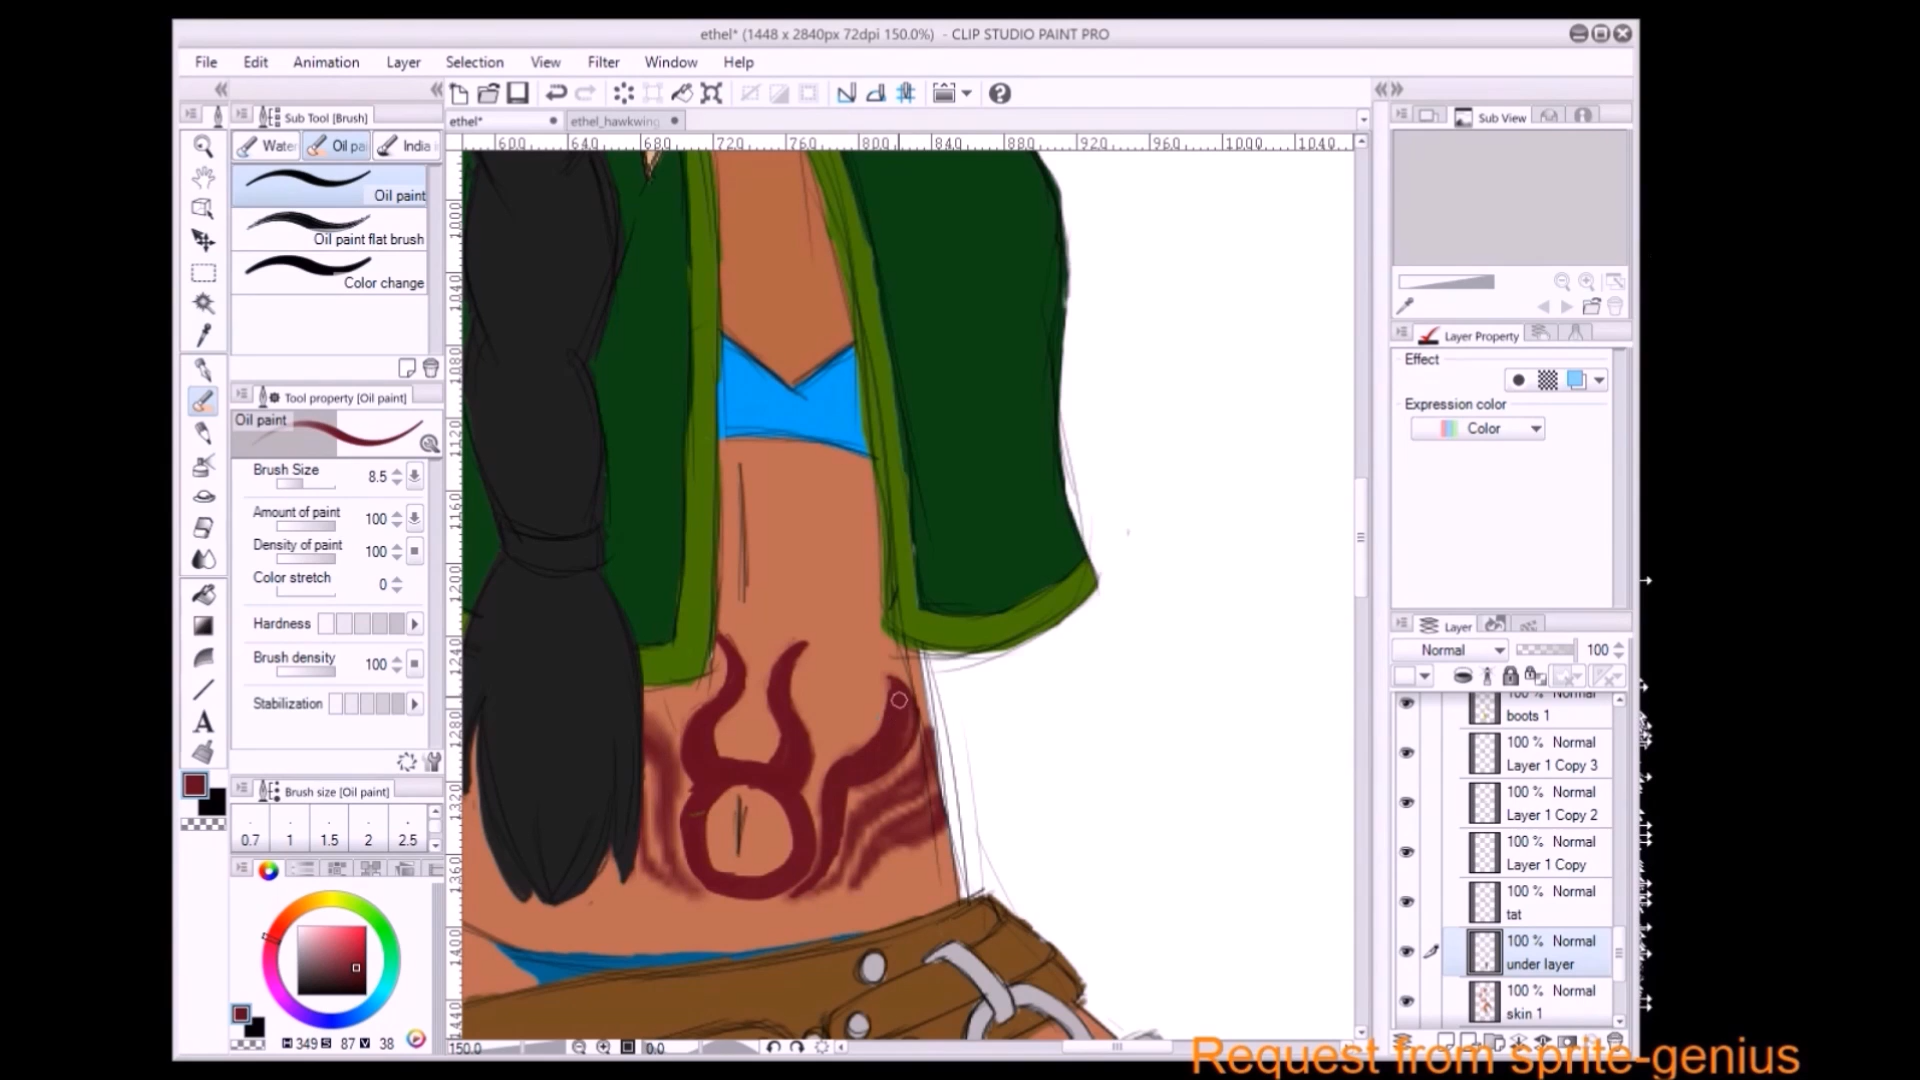 ethel* (1448 x 2840px 72dpi 150.0%) - CLIP STUDIO PAINT PRO
File Edit Animation Layer Selection View Filter Window Help
Sub Tool [Brush]
ethel* ethel_hawkwing
Sub View
Water Oil pa India
600 640 680 720 760 800 840 880 920 960 1000 1040
Oil paint
Oil paint flat brush
Color change
Tool property [Oil paint]
Oil paint
Brush Size 8.5
Amount of paint 100
Density of paint 100
Color stretch 0
Hardness
Brush density 100
Stabilization
Brush size [Oil paint]
0.7 1 1.5 2 2.5
H 349 S 87 V 38
1000
1040
1080
1120
1160
1200
1240
1280
1320
1360
1400
1440
150.0 0.0
Layer Property
Effect
Expression color
Color
Layer
Normal 100
100 % Normal
boots 1
100 % Normal
Layer 1 Copy 3
100 % Normal
Layer 1 Copy 2
100 % Normal
Layer 1 Copy
100 % Normal
tat
100 % Normal
under layer
100 % Normal
skin 1
Request from sprite-genius